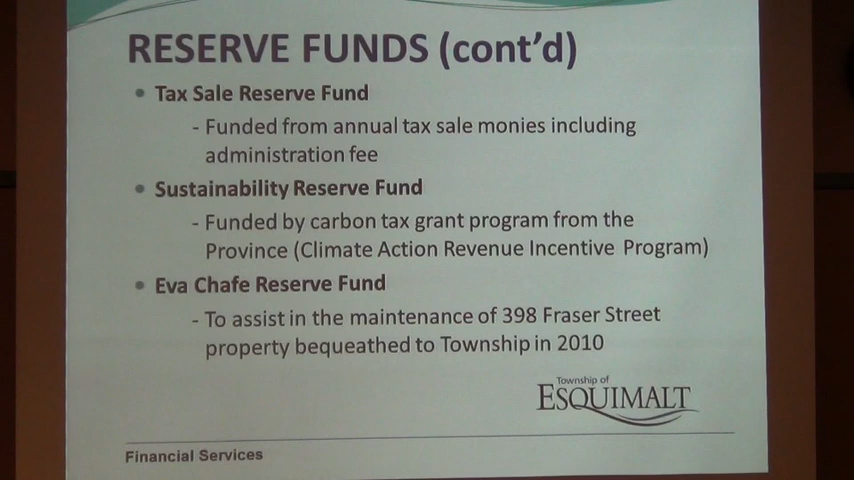 RESERVE FUNDS (cont'd)
• Tax Sale Reserve Fund
- Funded from annual tax sale monies including
administration fee
• Sustainability Reserve Fund
- Funded by carbon tax grant program from the
Province (Climate Action Revenue Incentive Program)
• Eva Chafe Reserve Fund
- To assist in the maintenance of 398 Fraser Street
property bequeathed to Township in 2010
Township of
ESQUIMALT
Financial Services